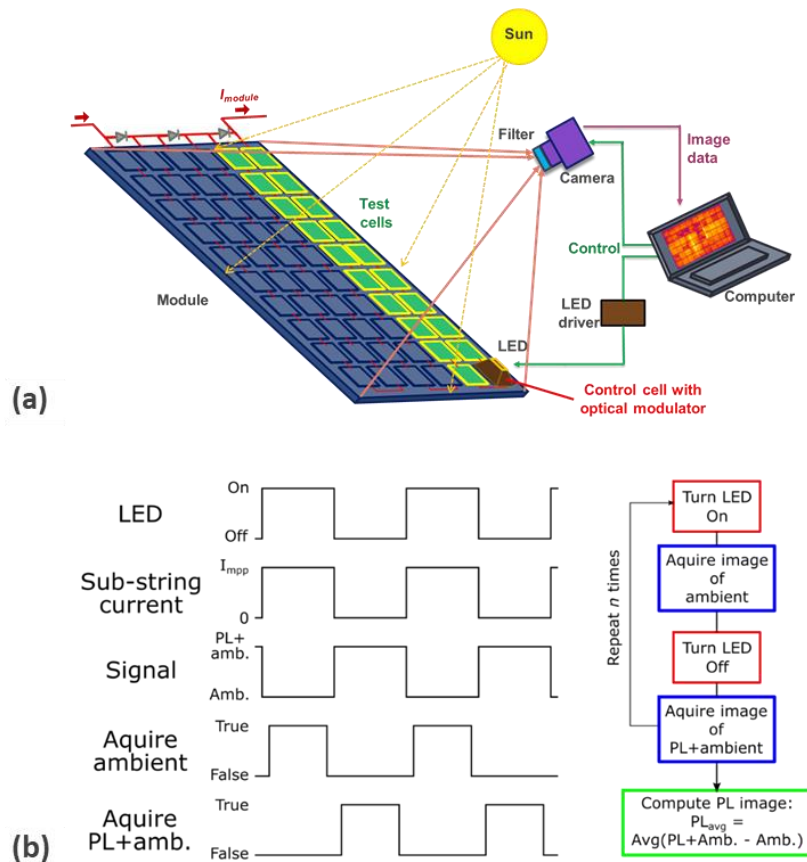 Sun
I_module
Filter
Camera
Image
data
Test
cells
Control
Module
LED
driver
Computer
LED
Control cell with
optical modulator
(a)
LED
On
Off
Sub-string
current
I_mpp
0
Signal
PL+
amb.
Amb.
Aquire
ambient
True
False
Aquire
PL+amb.
True
False
Repeat n times
Turn LED
On
Aquire image
of
ambient
Turn LED
Off
Aquire image
of
PL+ambient
Compute PL image:
PL_avg =
Avg(PL+Amb. - Amb.)
(b)